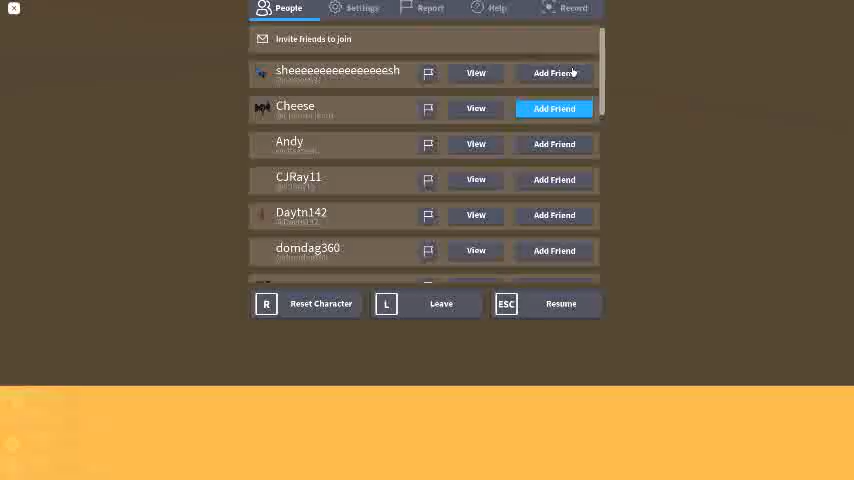 People Settings Report Help Record
Invite friends to join
sheeeeeeeeeeeeeeeesh View Add Friend
Cheese View Add Friend
Andy View Add Friend
CJRay11 View Add Friend
Daytn142 View Add Friend
domdag360 View Add Friend
R Reset Character L Leave ESC Resume